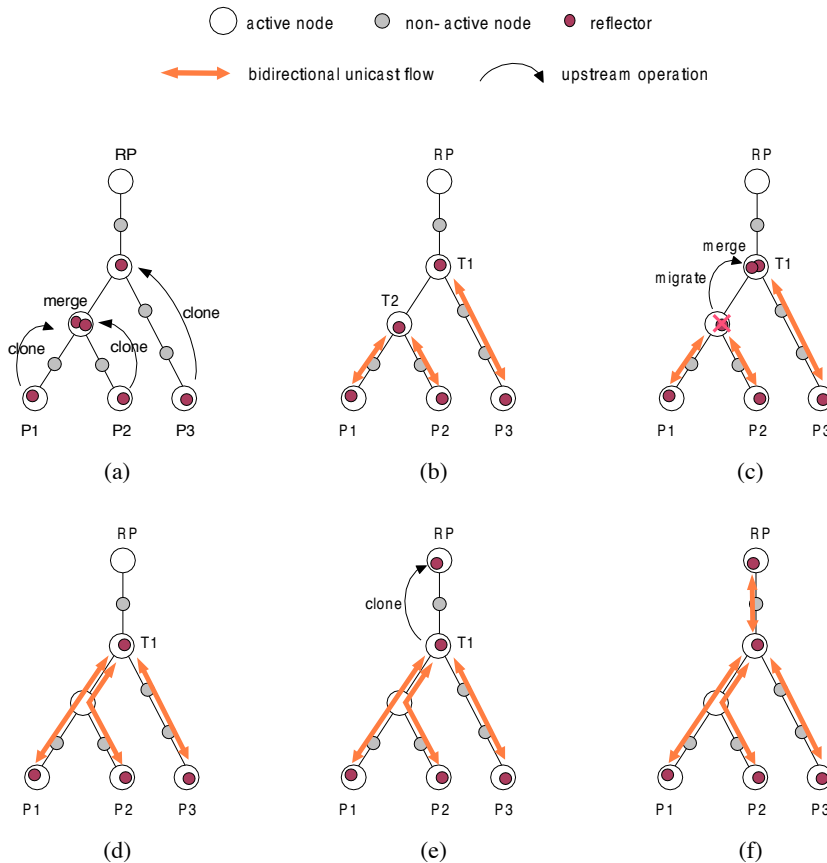 active node
non- active node
reflector
bidirectional unicast flow
upstream operation
RP
merge
clone
clone
clone
P1
P2
P3
(a)
RP
T1
T2
P1
P2
P3
(b)
RP
merge
T1
migrate
P1
P2
P3
(c)
RP
T1
P1
P2
P3
(d)
RP
clone
T1
P1
P2
P3
(e)
RP
P1
P2
P3
(f)